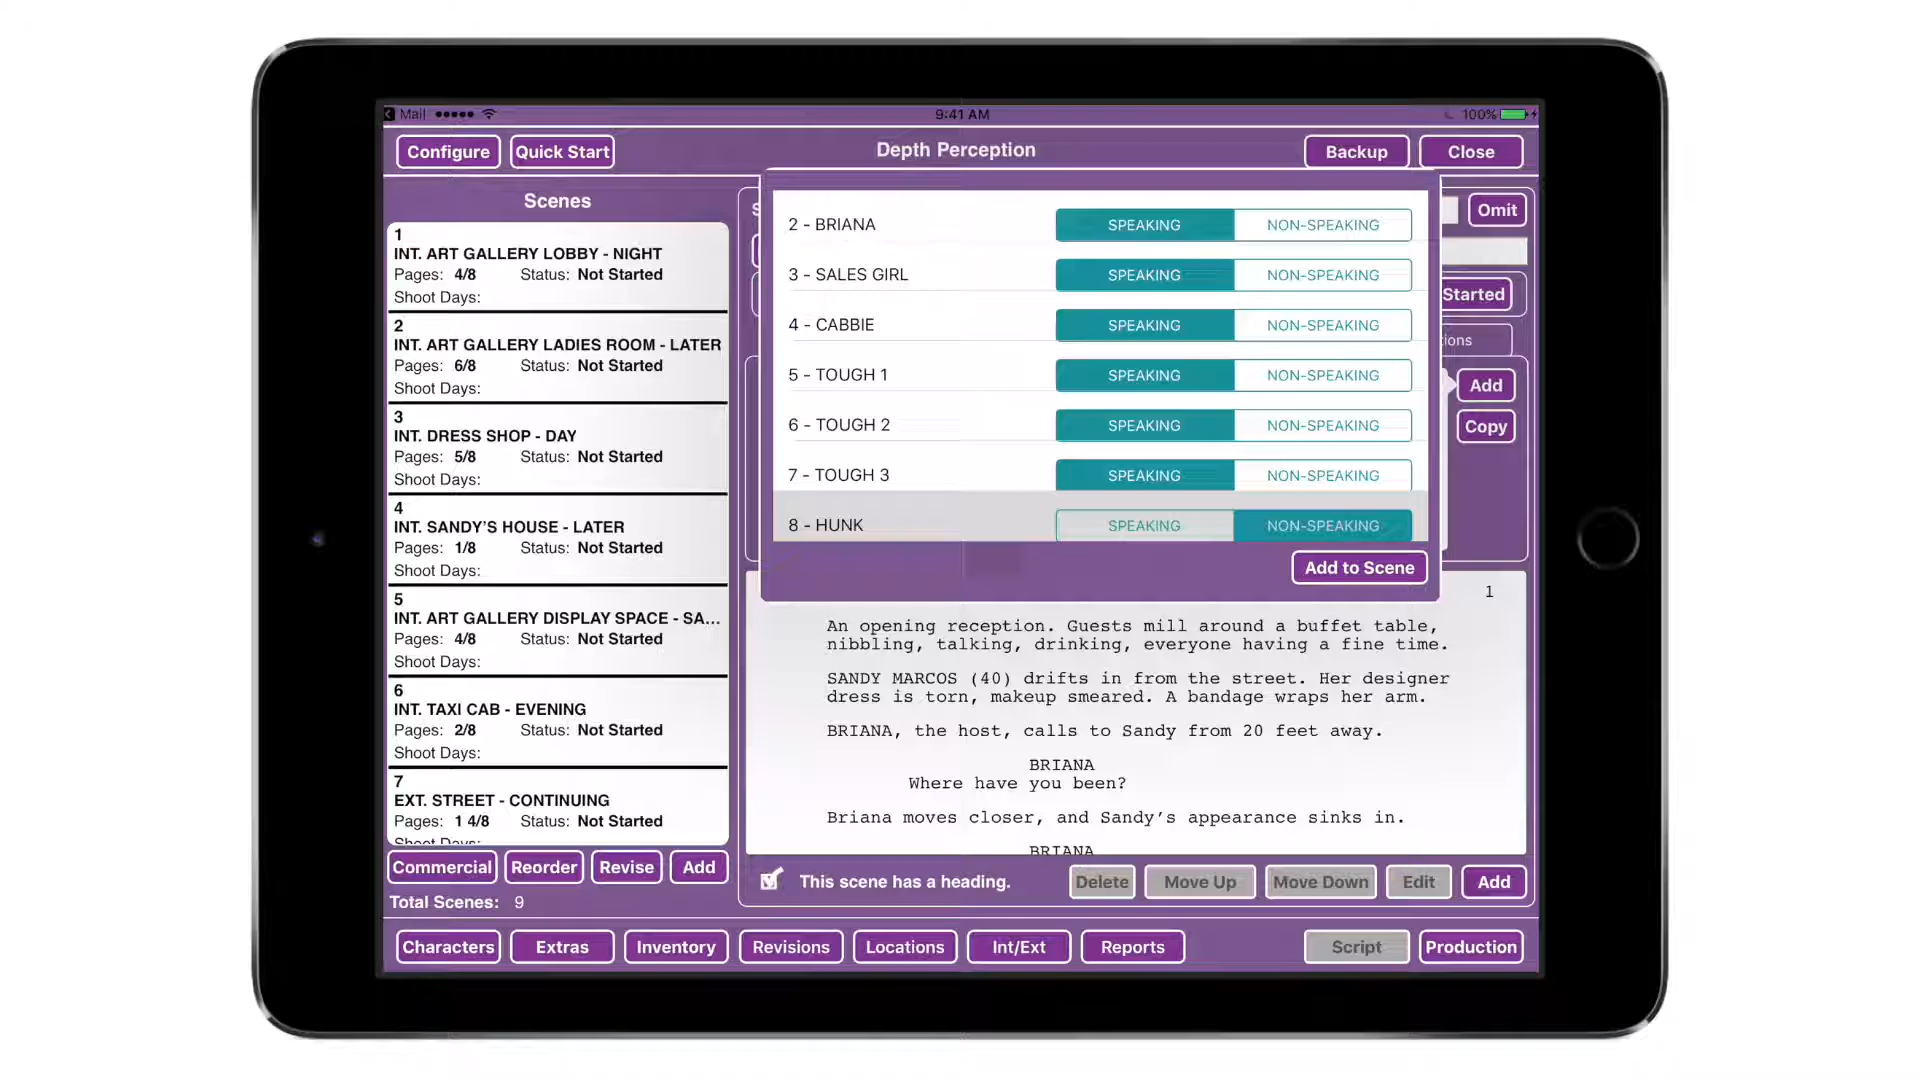 Mail
9:41 AM
100%
Configure
Quick Start
Depth Perception
Backup
Close
Scenes
1
INT. ART GALLERY LOBBY - NIGHT
Pages: 4/8 Status: Not Started
Shoot Days:
2
INT. ART GALLERY LADIES ROOM - LATER
Pages: 6/8 Status: Not Started
Shoot Days:
3
INT. DRESS SHOP - DAY
Pages: 5/8 Status: Not Started
Shoot Days:
4
INT. SANDY'S HOUSE - LATER
Pages: 1/8 Status: Not Started
Shoot Days:
5
INT. ART GALLERY DISPLAY SPACE - SA...
Pages: 4/8 Status: Not Started
Shoot Days:
6
INT. TAXI CAB - EVENING
Pages: 2/8 Status: Not Started
Shoot Days:
7
EXT. STREET - CONTINUING
Pages: 1 4/8 Status: Not Started
Shoot Days:
Commercial
Reorder
Revise
Add
Total Scenes: 9
2 - BRIANA SPEAKING NON-SPEAKING
3 - SALES GIRL SPEAKING NON-SPEAKING
4 - CABBIE SPEAKING NON-SPEAKING
5 - TOUGH 1 SPEAKING NON-SPEAKING
6 - TOUGH 2 SPEAKING NON-SPEAKING
7 - TOUGH 3 SPEAKING NON-SPEAKING
8 - HUNK SPEAKING NON-SPEAKING
Add to Scene
Omit
Started
Add
Copy
1
An opening reception. Guests mill around a buffet table,
nibbling, talking, drinking, everyone having a fine time.
SANDY MARCOS (40) drifts in from the street. Her designer
dress is torn, makeup smeared. A bandage wraps her arm.
BRIANA, the host, calls to Sandy from 20 feet away.
BRIANA
Where have you been?
Briana moves closer, and Sandy's appearance sinks in.
BRIANA
This scene has a heading.
Delete
Move Up
Move Down
Edit
Add
Characters
Extras
Inventory
Revisions
Locations
Int/Ext
Reports
Script
Production